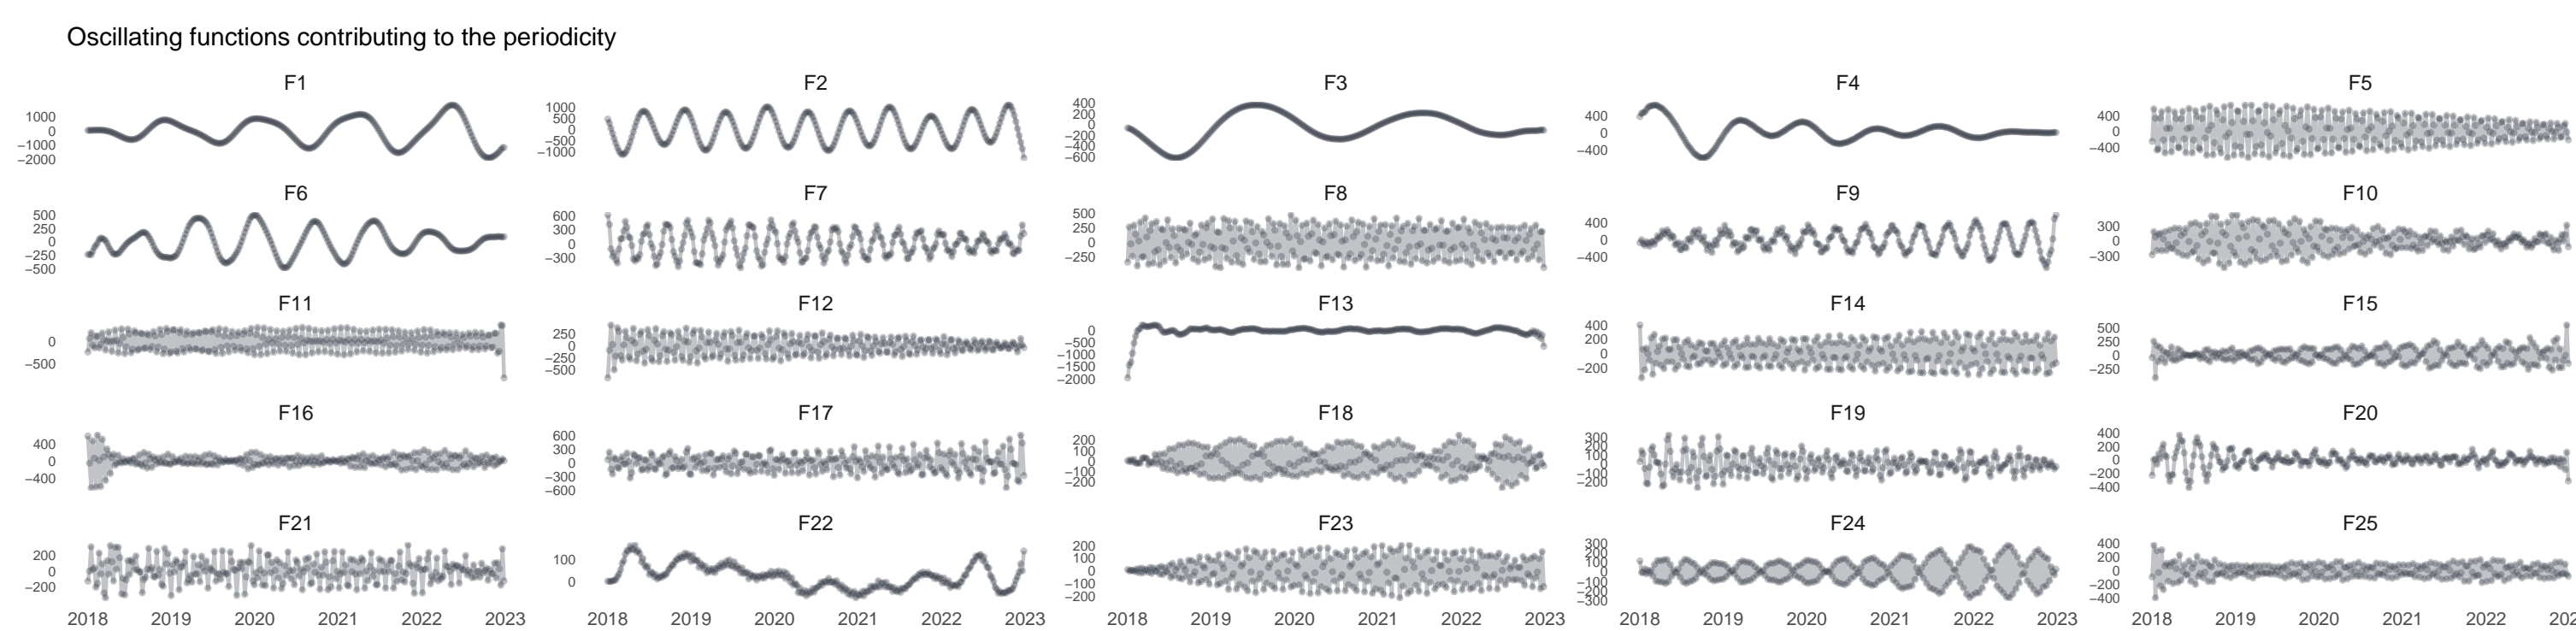 Oscillating functions contributing to the periodicity
F1 F2 F3 F4 F5
1000 0 −1000 −2000 1000 500 0 −500 −1000 400 200 0 −200 −400 −600 400 0 −400 400 0 −400
F6 F7 F8 F9 F10
500 250 0 −250 −500 600 300 0 −300 500 250 0 −250 400 0 −400 300 0 −300
F11 F12 F13 F14 F15
0 −500 250 0 −250 −500 0 −500 −1000 −1500 −2000 400 200 0 −200 500 250 0 −250
F16 F17 F18 F19 F20
400 0 −400 600 300 0 −300 −600 200 100 0 −100 −200 300 200 100 0 −100 −200 400 200 0 −200 −400
F21 F22 F23 F24 F25
200 0 −200 100 0 200 100 0 −100 −200 300 200 100 0 −100 −200 −300 400 200 0 −200 −400
2018 2019 2020 2021 2022 2023 2018 2019 2020 2021 2022 2023 2018 2019 2020 2021 2022 2023 2018 2019 2020 2021 2022 2023 2018 2019 2020 2021 2022 202